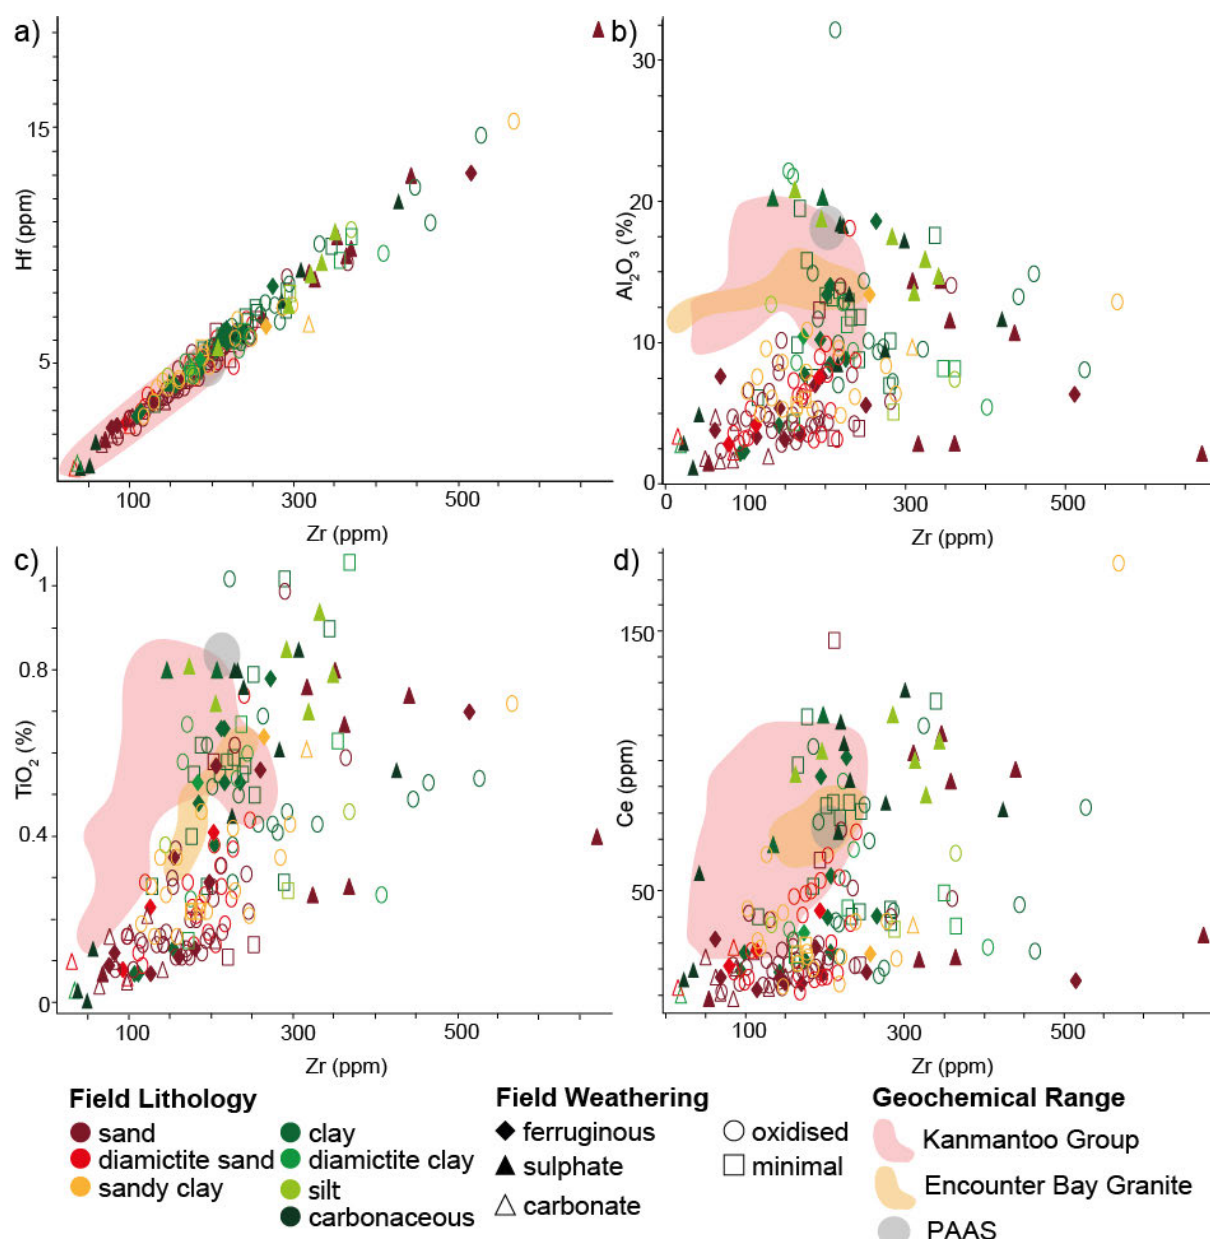 a)
15
5
Hf (ppm)
100
300
500
Zr (ppm)
b)
30
20
10
0
Al₂O₃ (%)
0
100
300
500
Zr (ppm)
c)
1
0.8
0.4
0
TiO₂ (%)
100
300
500
Zr (ppm)
d)
150
50
Ce (ppm)
100
300
500
Zr (ppm)
Field Lithology
sand
diamictite sand
sandy clay
clay
diamictite clay
silt
carbonaceous
Field Weathering
ferruginous
sulphate
carbonate
oxidised
minimal
Geochemical Range
Kanmantoo Group
Encounter Bay Granite
PAAS